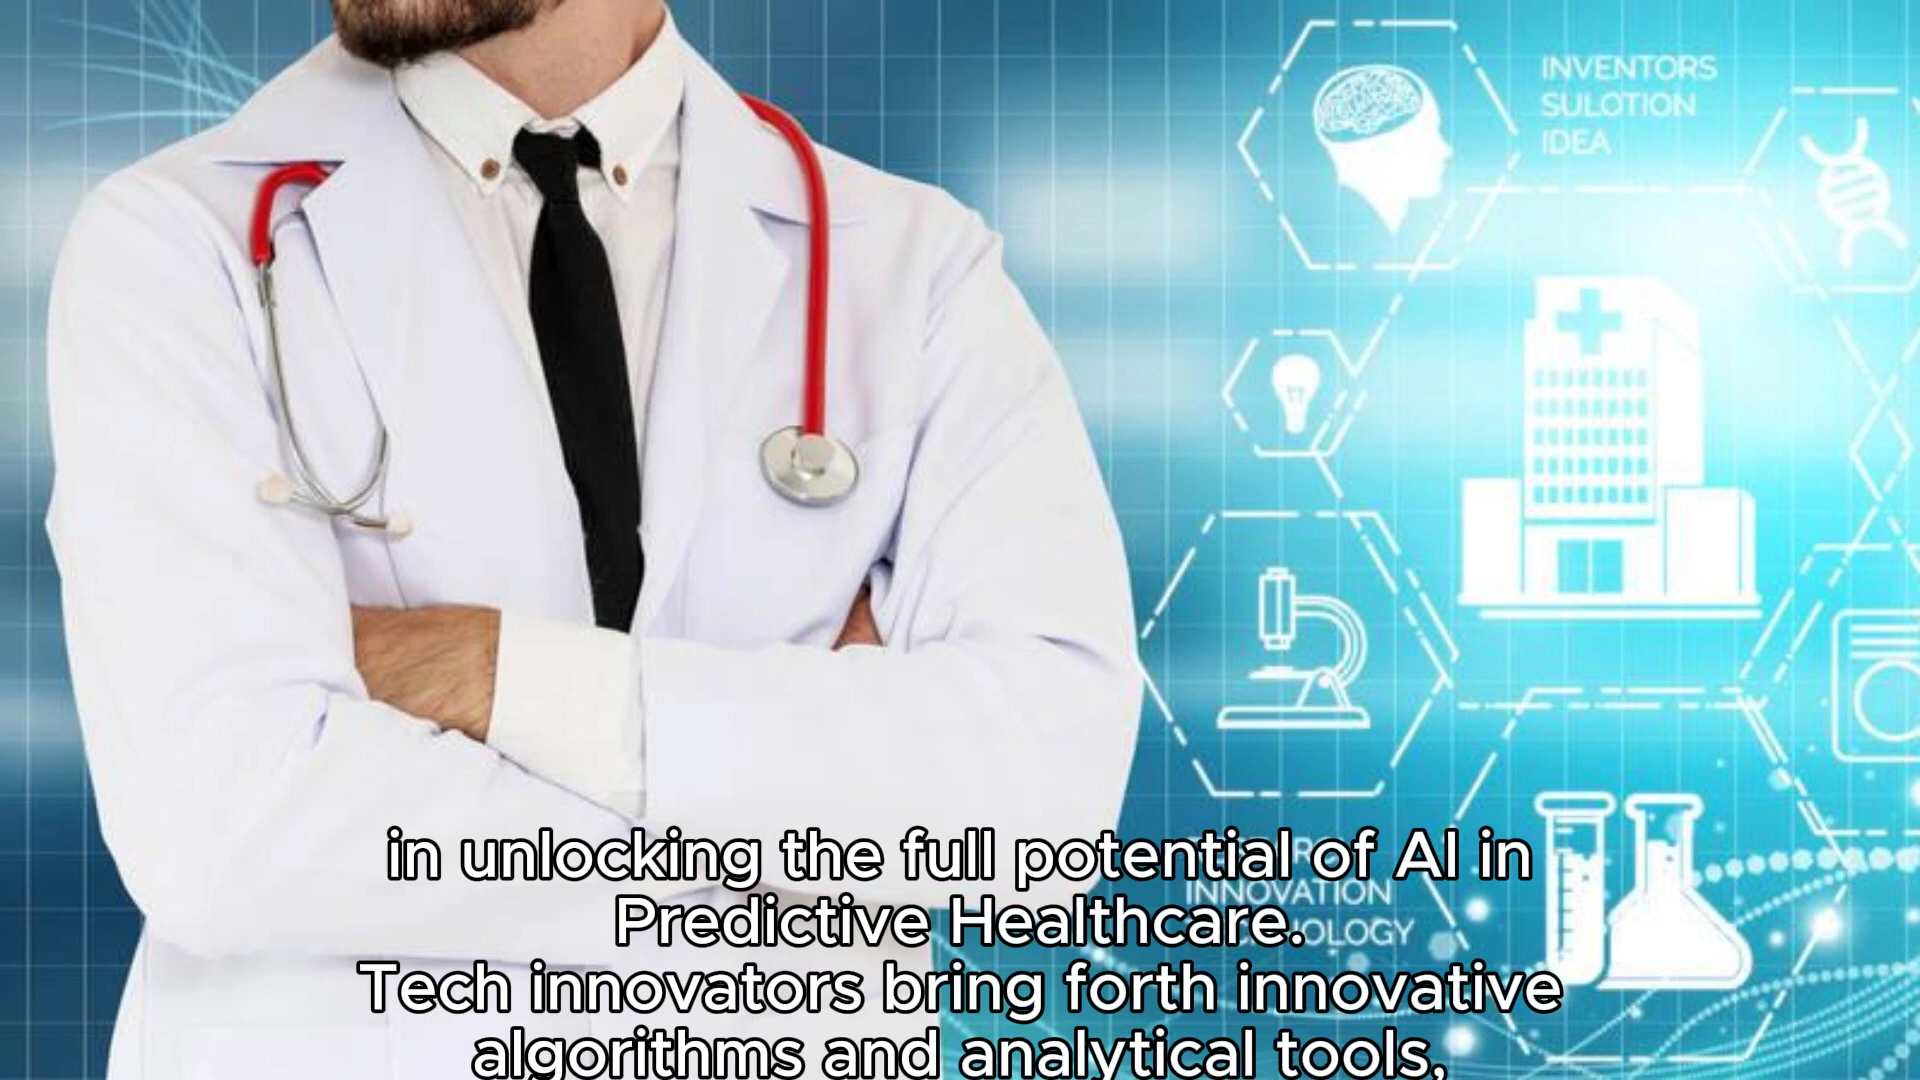 INVENTORS
SULOTION
IDEA
in unlocking the full potential of AI in
Predictive Healthcare.
Tech innovators bring forth innovative
algorithms and analytical tools,
INNOVATION